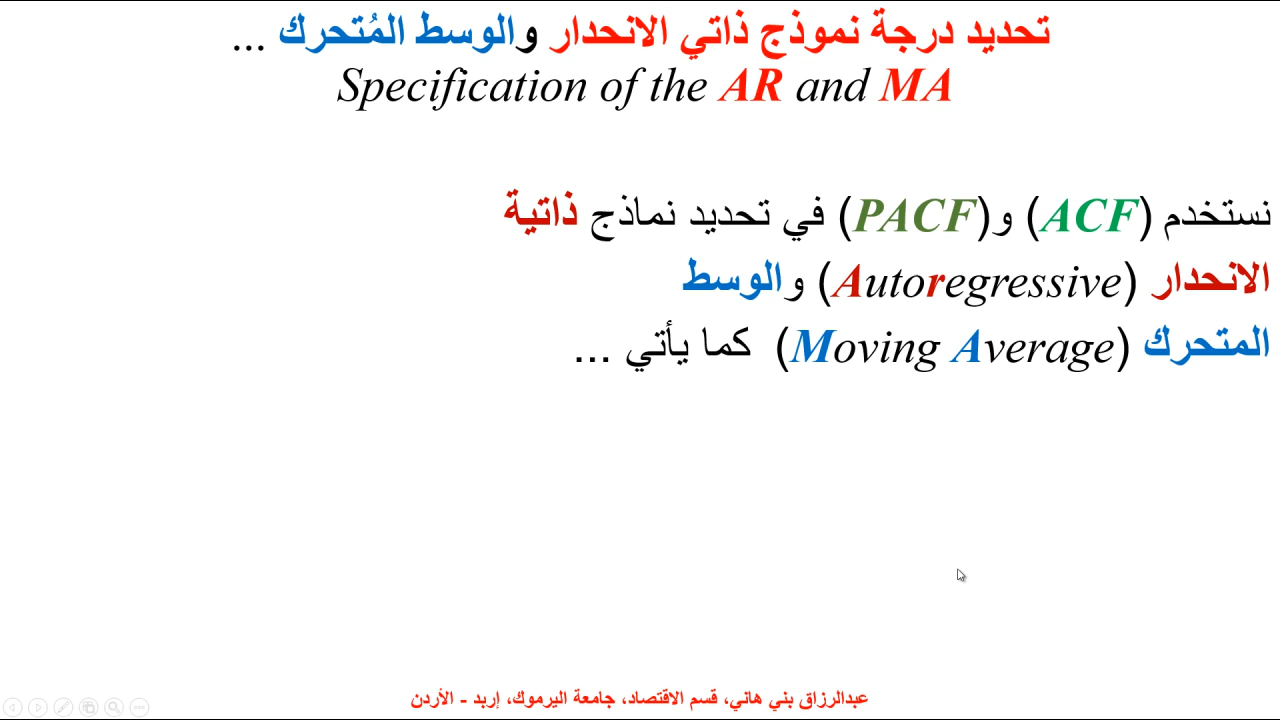 تحديد درجة نموذج ذاتي الانحدار والوسط المُتحرك ...
Specification of the AR and MA
نستخدم (ACF) و(PACF) في تحديد نماذج ذاتية
الانحدار (Autoregressive) والوسط
المتحرك (Moving Average) كما يأتي ...
عبدالرزاق بني هاني، قسم الاقتصاد، جامعة اليرموك، إربد - الأردن